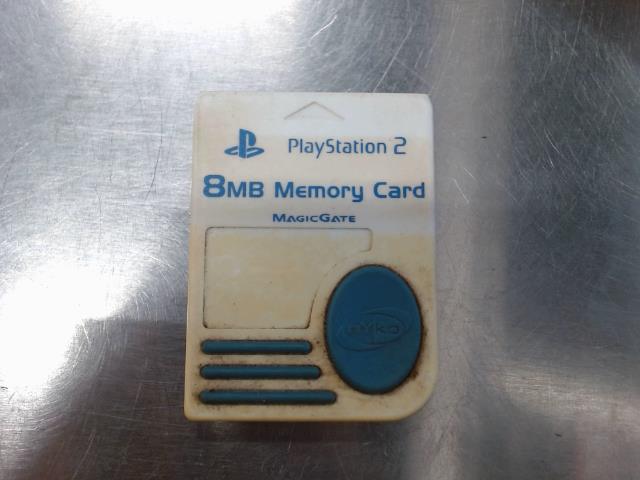 PlayStation 2
8MB Memory Card
MAGICGATE
nyko